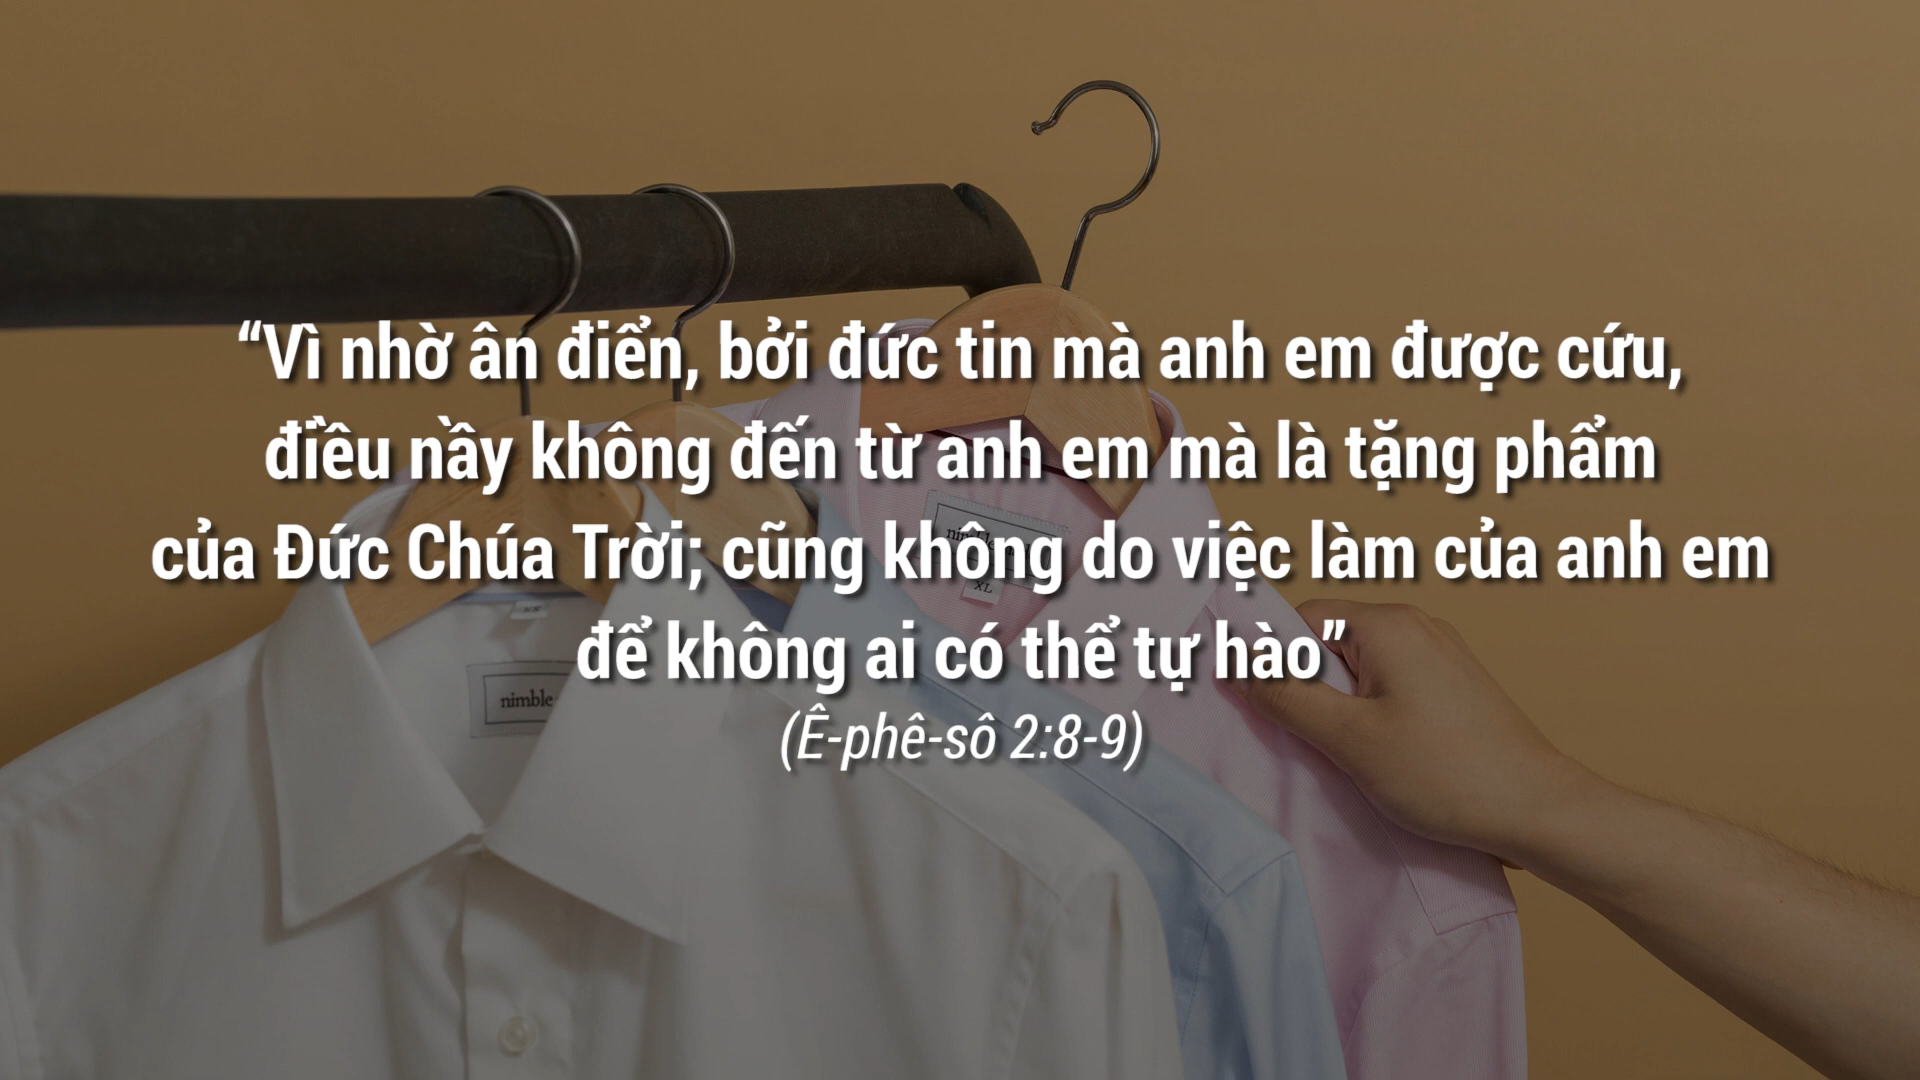 “Vì nhờ ân điển, bởi đức tin mà anh em được cứu,
điều nầy không đến từ anh em mà là tặng phẩm
của Đức Chúa Trời; cũng không do việc làm của anh em
để không ai có thể tự hào”
(Ê-phê-sô 2:8-9)
nimble
XL